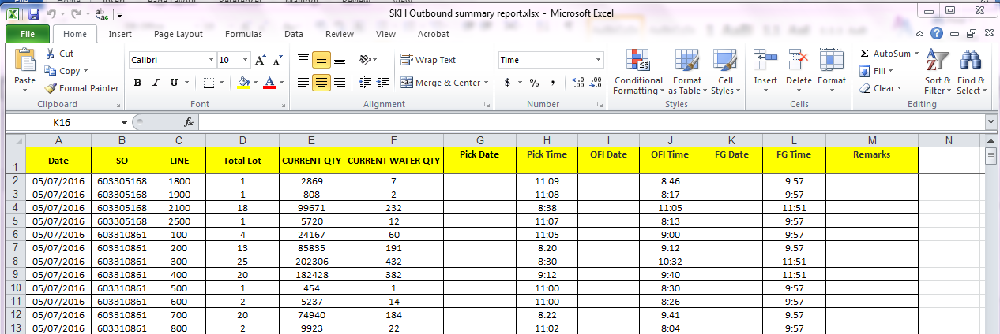 SKH Outbound summary report.xlsx - Microsoft Excel
File Home Insert Page Layout Formulas Data Review View Acrobat
Cut
Copy
Format Painter
Paste
Clipboard
Calibri 10
B I U
Font
Wrap Text
Merge & Center
Alignment
Time
$ % ,
Number
Conditional Formatting
Format as Table
Cell Styles
Styles
Insert Delete Format
Cells
AutoSum
Fill
Clear
Sort & Filter
Find & Select
Editing
K16 fx
A B C D E F G H I J K L M N
1 Date SO LINE Total Lot CURRENT QTY CURRENT WAFER QTY Pick Date Pick Time OFI Date OFI Time FG Date FG Time Remarks
2 05/07/2016 603305168 1800 1 2869 7 11:09 8:46 9:57
3 05/07/2016 603305168 1900 1 808 2 11:08 8:17 9:57
4 05/07/2016 603305168 2100 18 99671 232 8:38 11:05 11:51
5 05/07/2016 603305168 2500 1 5720 12 11:07 8:13 9:57
6 05/07/2016 603310861 100 4 24167 60 11:05 9:00 9:57
7 05/07/2016 603310861 200 13 85835 191 8:20 9:12 9:57
8 05/07/2016 603310861 300 25 202306 432 8:30 10:32 11:51
9 05/07/2016 603310861 400 20 182428 382 9:12 9:40 11:51
10 05/07/2016 603310861 500 1 454 1 11:00 8:30 9:57
11 05/07/2016 603310861 600 2 5237 14 11:00 8:26 9:57
12 05/07/2016 603310861 700 20 74940 184 8:22 9:41 9:57
13 05/07/2016 603310861 800 2 9923 22 11:02 8:04 9:57